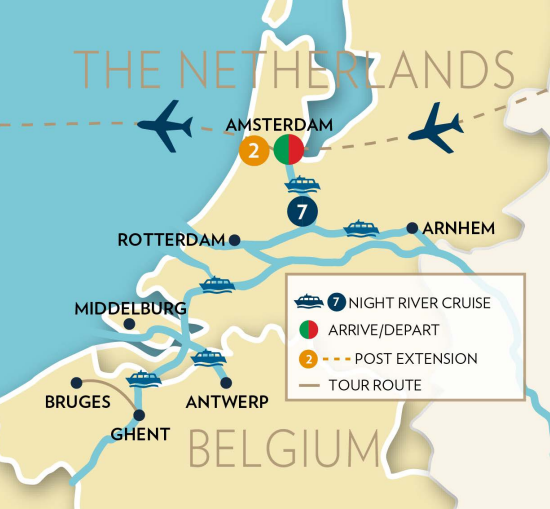 THE NETHERLANDS
AMSTERDAM
2
7
ARNHEM
ROTTERDAM
7 NIGHT RIVER CRUISE
MIDDELBURG
ARRIVE/DEPART
2 POST EXTENSION
TOUR ROUTE
BRUGES
ANTWERP
GHENT
BELGIUM